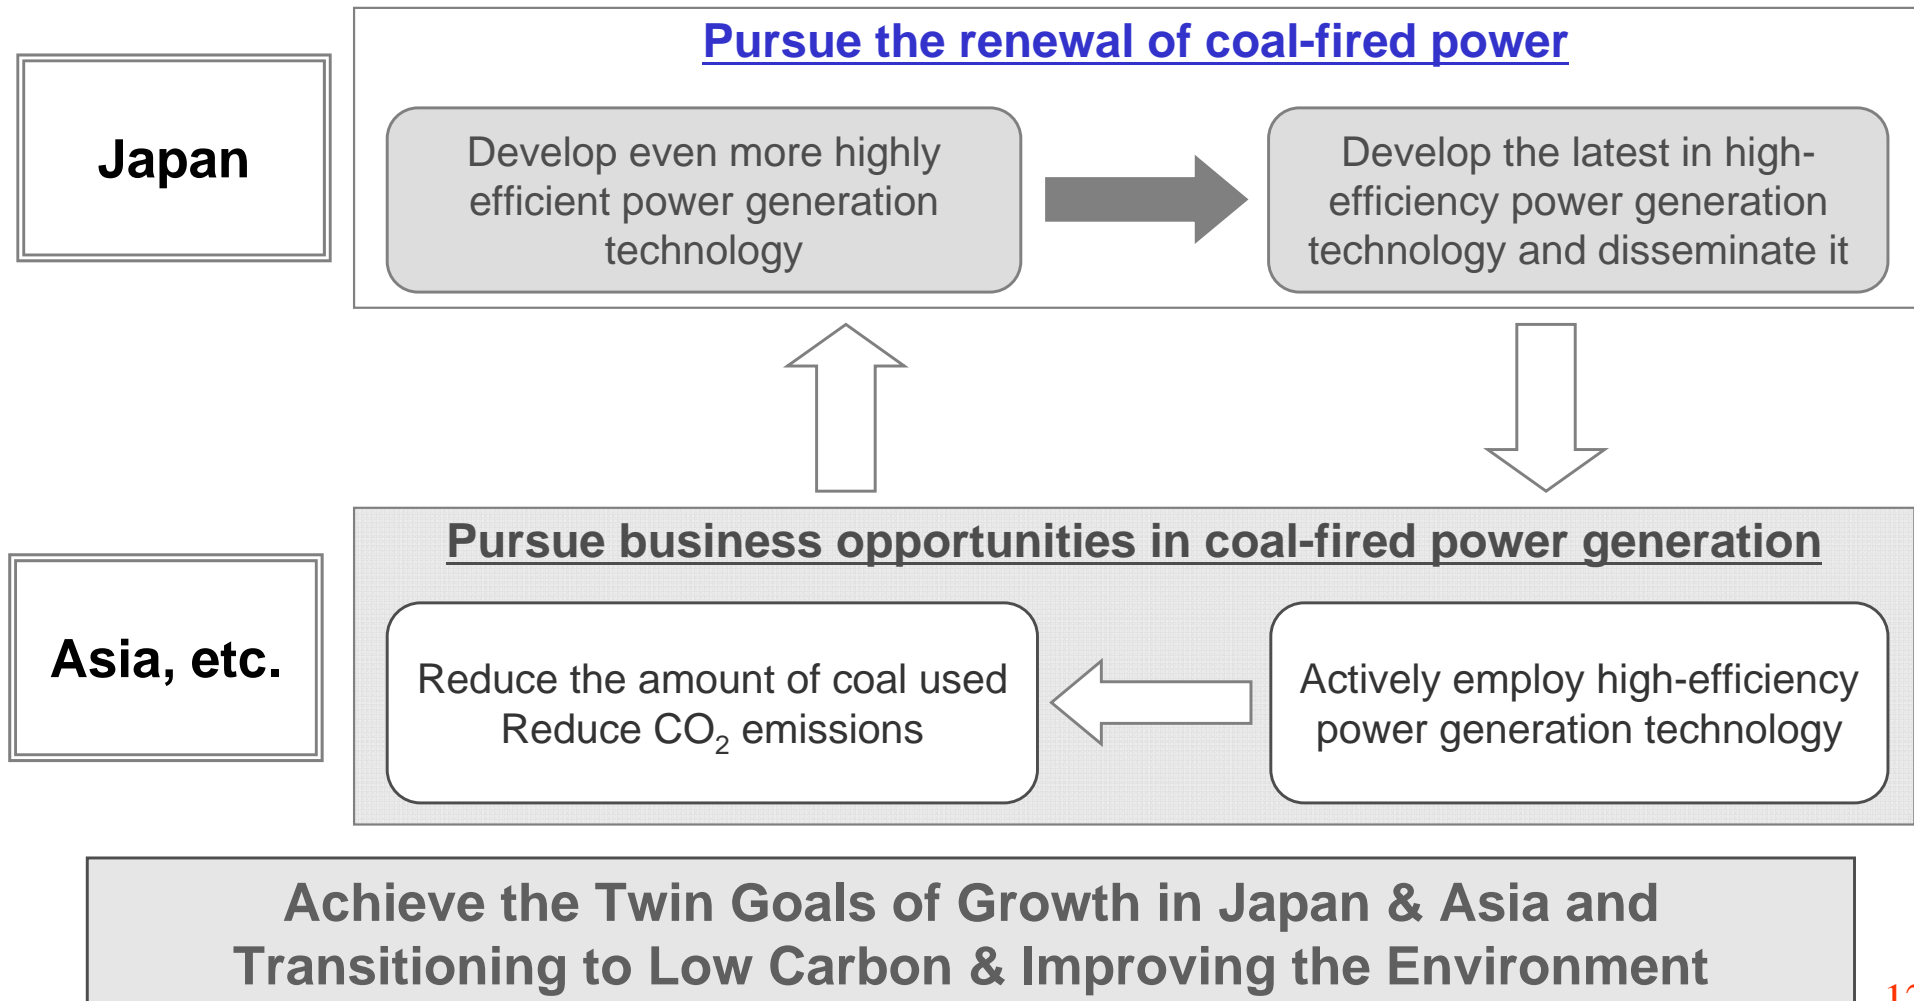 Pursue the renewal of coal-fired power
Japan
Develop even more highly
efficient power generation
technology
Develop the latest in high-
efficiency power generation
technology and disseminate it
Pursue business opportunities in coal-fired power generation
Asia, etc.
Reduce the amount of coal used
Reduce CO₂ emissions
Actively employ high-efficiency
power generation technology
Achieve the Twin Goals of Growth in Japan & Asia and
Transitioning to Low Carbon & Improving the Environment